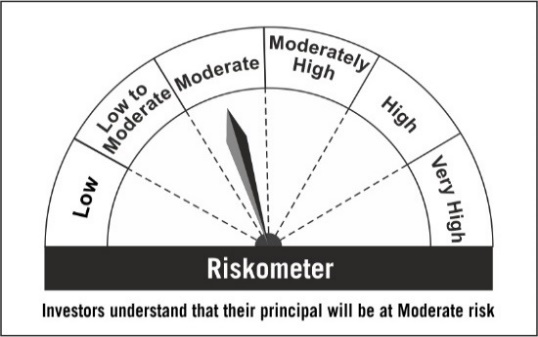 Low
Low to
Moderate
Moderate
Moderately
High
High
Very High
Riskometer
Investors understand that their principal will be at Moderate risk